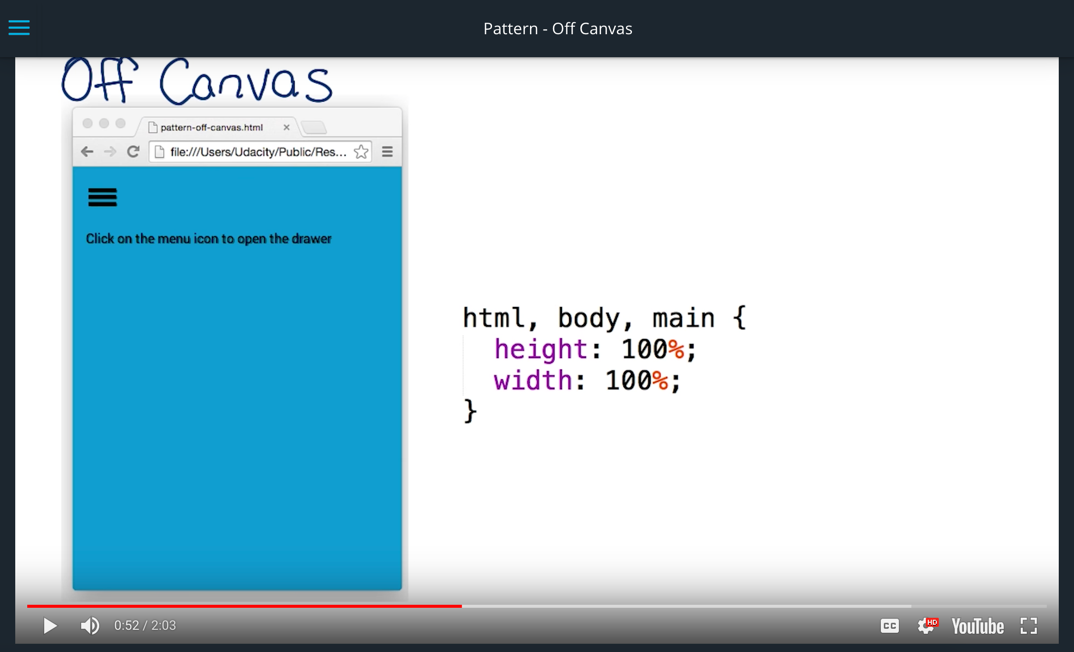 Pattern - Off Canvas
Off Canvas
pattern-off-canvas.html
file:///Users/Udacity/Public/Res...
Click on the menu icon to open the drawer
html, body, main {
height: 100%;
width: 100%;
}
0:52 / 2:03
CC
HD
YouTube